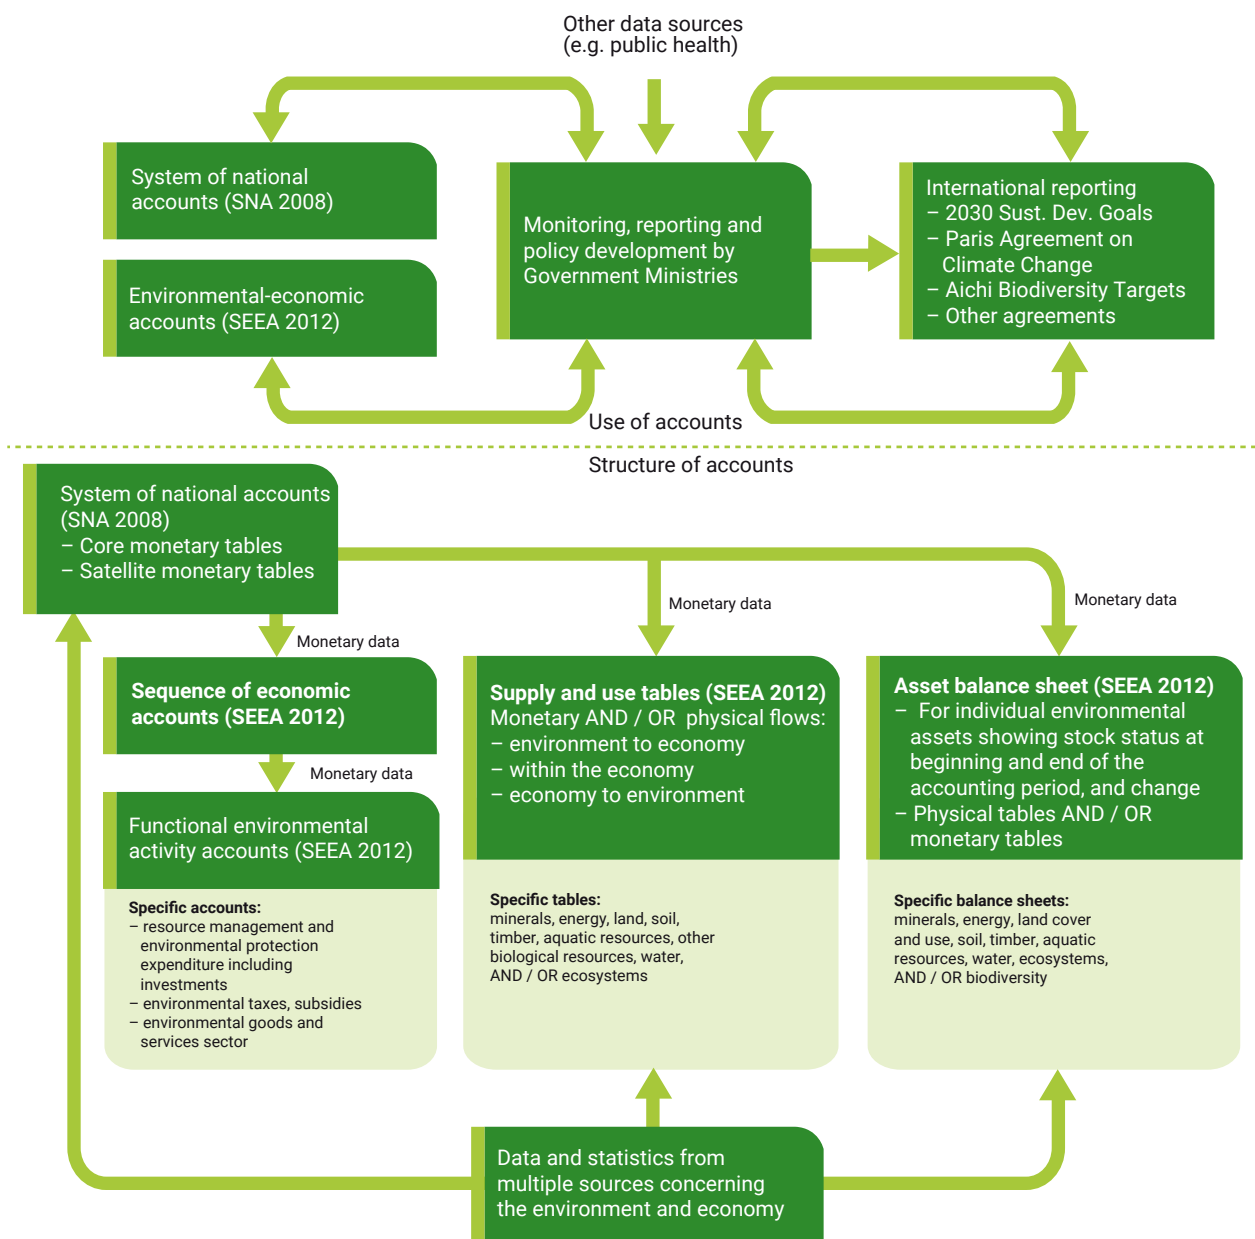 Other data sources
(e.g. public health)
System of national
accounts (SNA 2008)
Environmental-economic
accounts (SEEA 2012)
Monitoring, reporting and
policy development by
Government Ministries
International reporting
– 2030 Sust. Dev. Goals
– Paris Agreement on
Climate Change
– Aichi Biodiversity Targets
– Other agreements
Use of accounts
Structure of accounts
System of national accounts
(SNA 2008)
– Core monetary tables
– Satellite monetary tables
Monetary data
Monetary data
Monetary data
Sequence of economic
accounts (SEEA 2012)
Monetary data
Functional environmental
activity accounts (SEEA 2012)
Specific accounts:
– resource management and
environmental protection
expenditure including
investments
– environmental taxes, subsidies
– environmental goods and
services sector
Supply and use tables (SEEA 2012)
Monetary AND / OR physical flows:
– environment to economy
– within the economy
– economy to environment
Specific tables:
minerals, energy, land, soil,
timber, aquatic resources, other
biological resources, water,
AND / OR ecosystems
Asset balance sheet (SEEA 2012)
– For individual environmental
assets showing stock status at
beginning and end of the
accounting period, and change
– Physical tables AND / OR
monetary tables
Specific balance sheets:
minerals, energy, land cover
and use, soil, timber, aquatic
resources, water, ecosystems,
AND / OR biodiversity
Data and statistics from
multiple sources concerning
the environment and economy